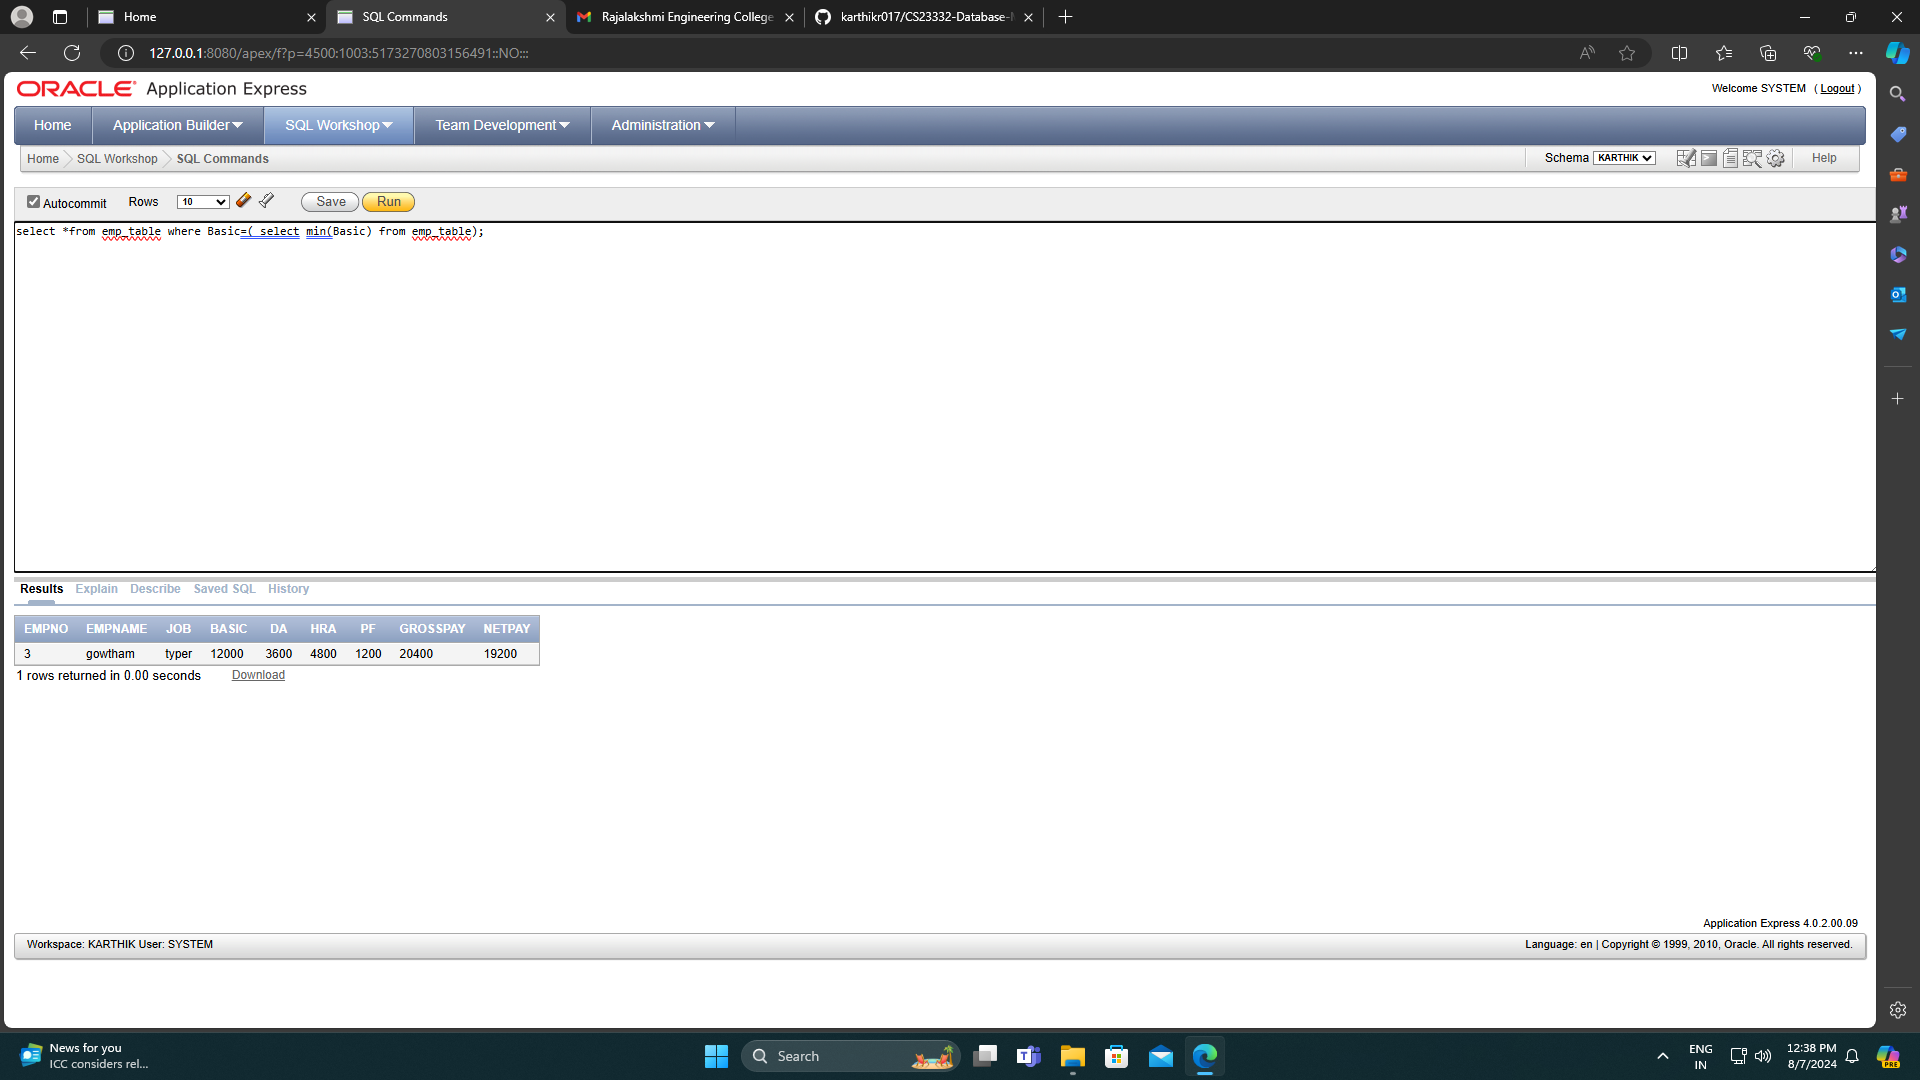 Home
SQL Commands
Rajalakshmi Engineering College
karthikr017/CS23332-Database-
127.0.0.1:8080/apex/f?p=4500:1003:5173270803156491::NO:::
ORACLE Application Express
Welcome SYSTEM ( Logout )
Home Application Builder SQL Workshop Team Development Administration
Home SQL Workshop SQL Commands
Schema KARTHIK Help
Autocommit Rows 10 Save Run
select *from emp_table where Basic=( select min(Basic) from emp_table);
Results Explain Describe Saved SQL History
EMPNO EMPNAME JOB BASIC DA HRA PF GROSSPAY NETPAY
3 gowtham typer 12000 3600 4800 1200 20400 19200
1 rows returned in 0.00 seconds Download
Application Express 4.0.2.00.09
Workspace: KARTHIK User: SYSTEM
Language: en | Copyright © 1999, 2010, Oracle. All rights reserved.
News for you
ICC considers rel...
Search
ENG
IN
12:38 PM
8/7/2024
PRE